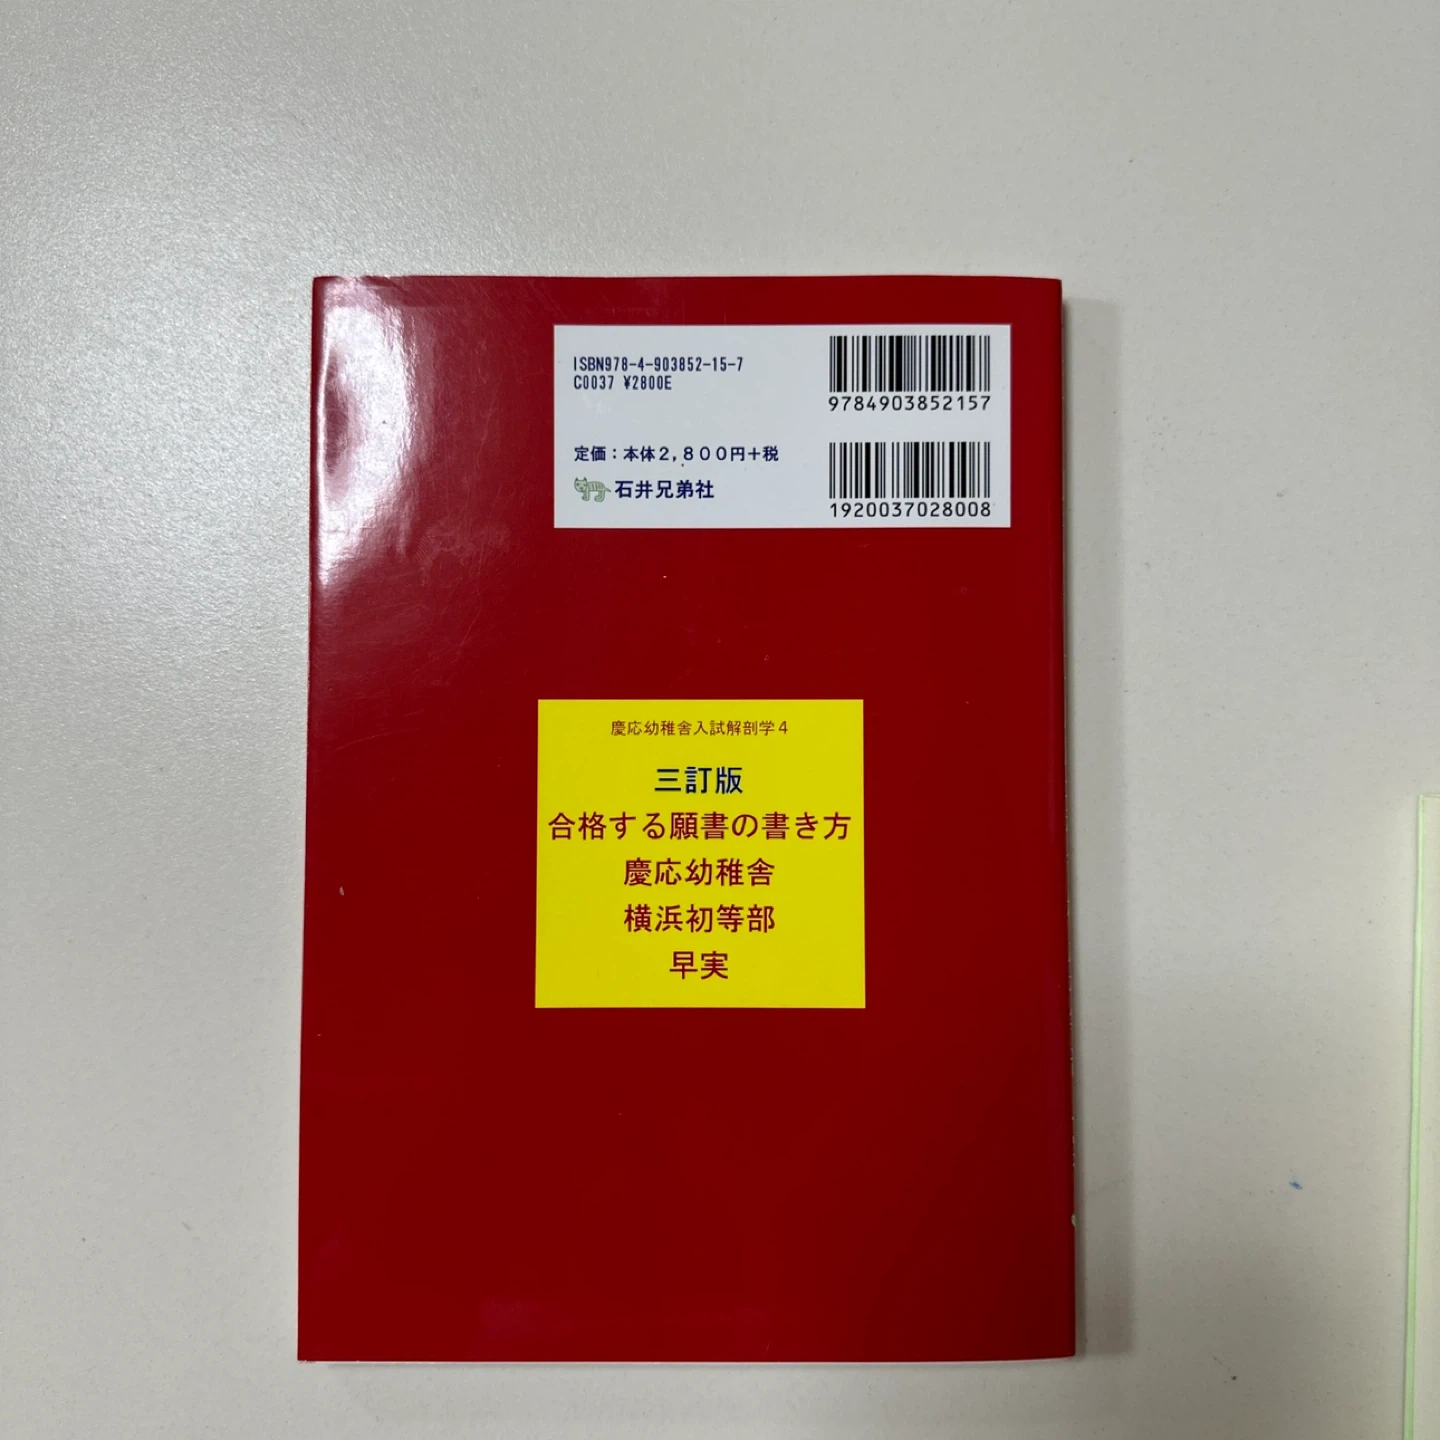 ISBN978-4-903852-15-7
C0037 ¥2800E
9784903852157
定価：本体2,800円+税
石井兄弟社
1920037028008
慶応幼稚舎入試解剖学４
三訂版
合格する願書の書き方
慶応幼稚舎
横浜初等部
早実